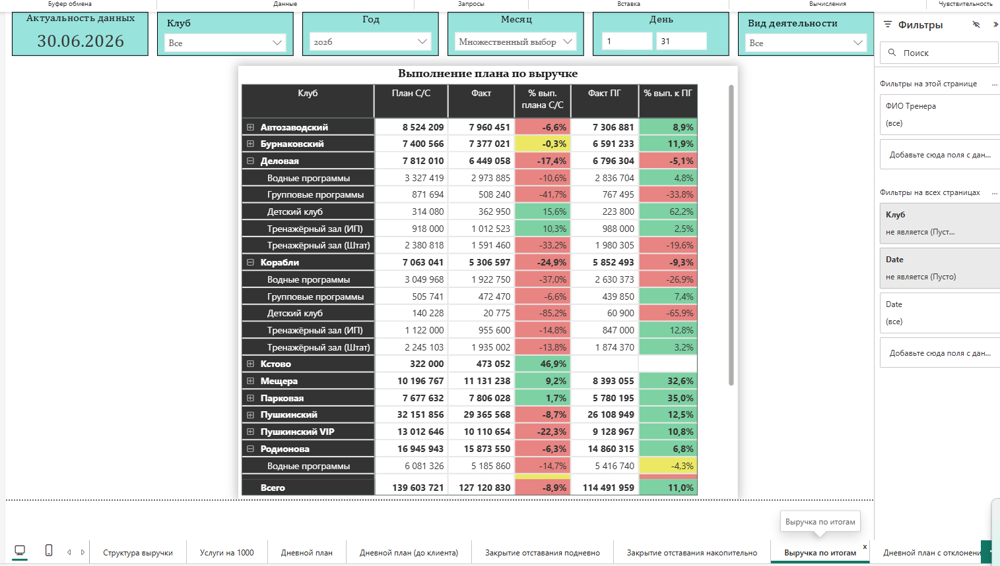 Буфер обмена
Данные
Запросы
Вставка
Вычисления
Чувствительность
Актуальность данных
30.06.2026
Клуб
Все
Год
2026
Месяц
Множественный выбор
День
1
31
Вид деятельности
Все
Выполнение плана по выручке
Клуб План С/С Факт % вып. плана С/С Факт ПГ % вып. к ПГ
Автозаводский 8 524 209 7 960 451 -6,6% 7 306 881 8,9%
Бурнаковский 7 400 566 7 377 021 -0,3% 6 591 233 11,9%
Деловая 7 812 010 6 449 058 -17,4% 6 796 304 -5,1%
Водные программы 3 327 419 2 973 885 -10,6% 2 836 704 4,8%
Групповые программы 871 694 508 240 -41,7% 767 495 -33,8%
Детский клуб 314 080 362 950 15,6% 223 800 62,2%
Тренажёрный зал (ИП) 918 000 1 012 523 10,3% 988 000 2,5%
Тренажёрный зал (Штат) 2 380 818 1 591 460 -33,2% 1 980 305 -19,6%
Корабли 7 063 041 5 306 597 -24,9% 5 852 493 -9,3%
Водные программы 3 049 968 1 922 750 -37,0% 2 630 373 -26,9%
Групповые программы 505 741 472 470 -6,6% 439 850 7,4%
Детский клуб 140 228 20 775 -85,2% 60 900 -65,9%
Тренажёрный зал (ИП) 1 122 000 955 600 -14,8% 847 000 12,8%
Тренажёрный зал (Штат) 2 245 103 1 935 002 -13,8% 1 874 370 3,2%
Кстово 322 000 473 052 46,9%
Мещера 10 196 767 11 131 238 9,2% 8 393 055 32,6%
Парковая 7 677 632 7 806 028 1,7% 5 780 195 35,0%
Пушкинский 32 151 856 29 365 568 -8,7% 26 108 949 12,5%
Пушкинский VIP 13 012 646 10 110 654 -22,3% 9 128 967 10,8%
Родионова 16 945 943 15 873 550 -6,3% 14 860 315 6,8%
Водные программы 6 081 326 5 185 860 -14,7% 5 416 740 -4,3%
Всего 139 603 721 127 120 830 -8,9% 114 491 959 11,0%
Фильтры
Поиск
Фильтры на этой странице ...
ФИО Тренера
(все)
Добавьте сюда поля с дан...
Фильтры на всех страницах ...
Клуб
не является (Пуст...
Date
не является (Пусто)
Date
(все)
Добавьте сюда поля с дан...
Выручка по итогам
Структура выручки
Услуги на 1000
Дневной план
Дневной план (до клиента)
Закрытие отставания подневно
Закрытие отставания накопительно
Выручка по итогам x
Дневной план с отклонени